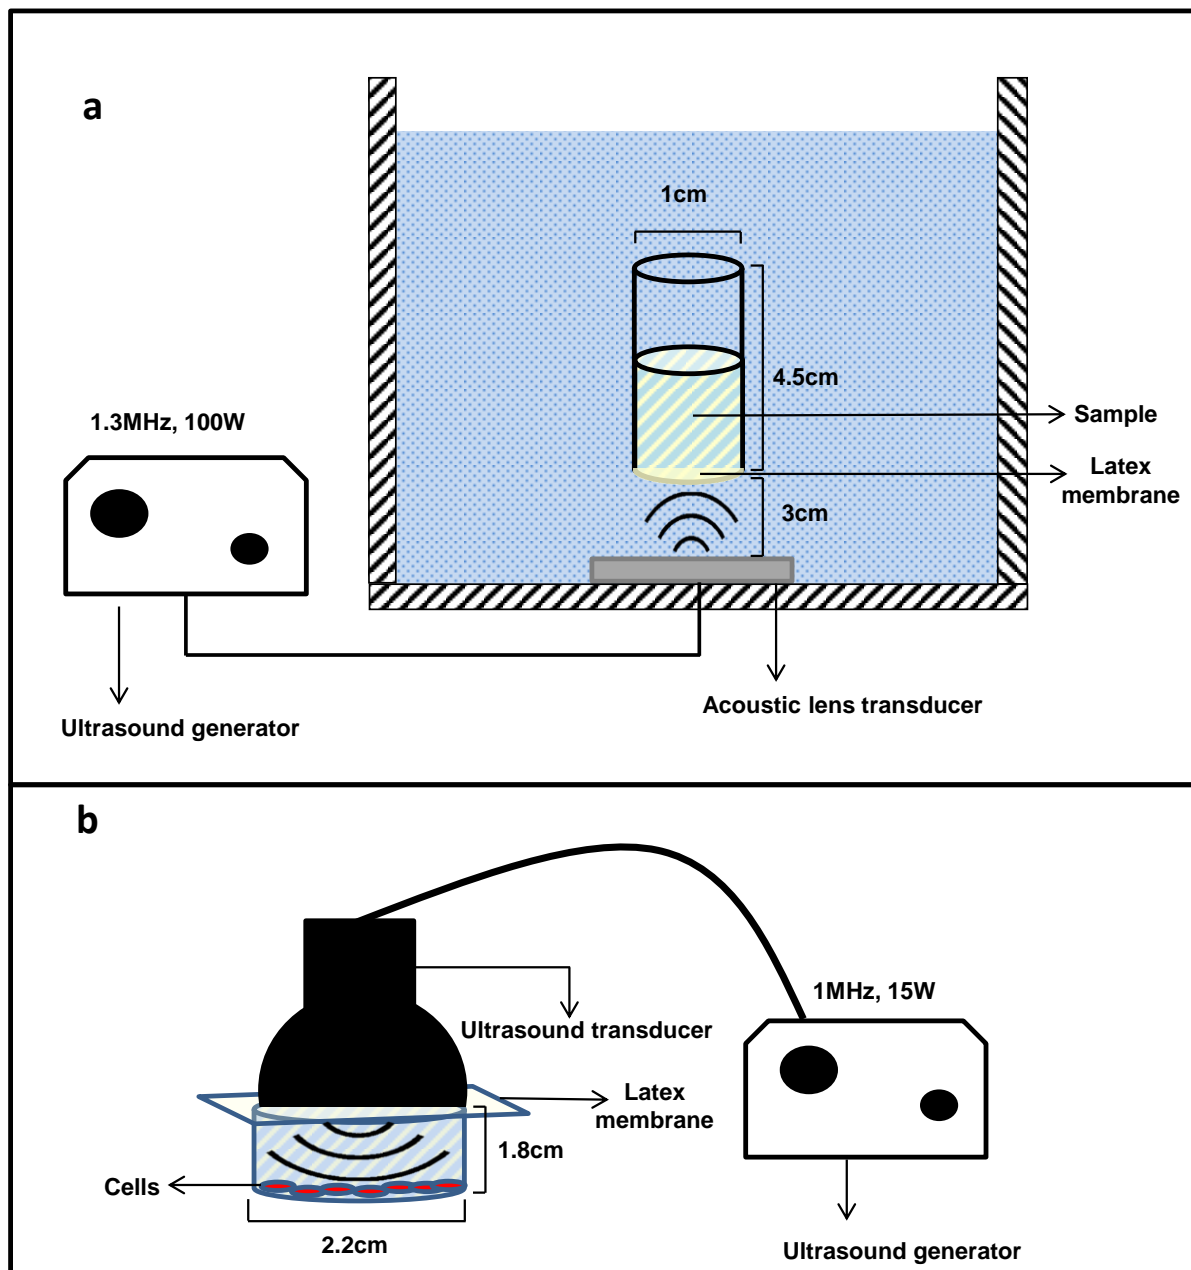 a
1cm
4.5cm
1.3MHz, 100W
Sample
Latex
membrane
3cm
Acoustic lens transducer
Ultrasound generator
b
1MHz, 15W
Ultrasound transducer
Latex
membrane
1.8cm
Cells
2.2cm
Ultrasound generator